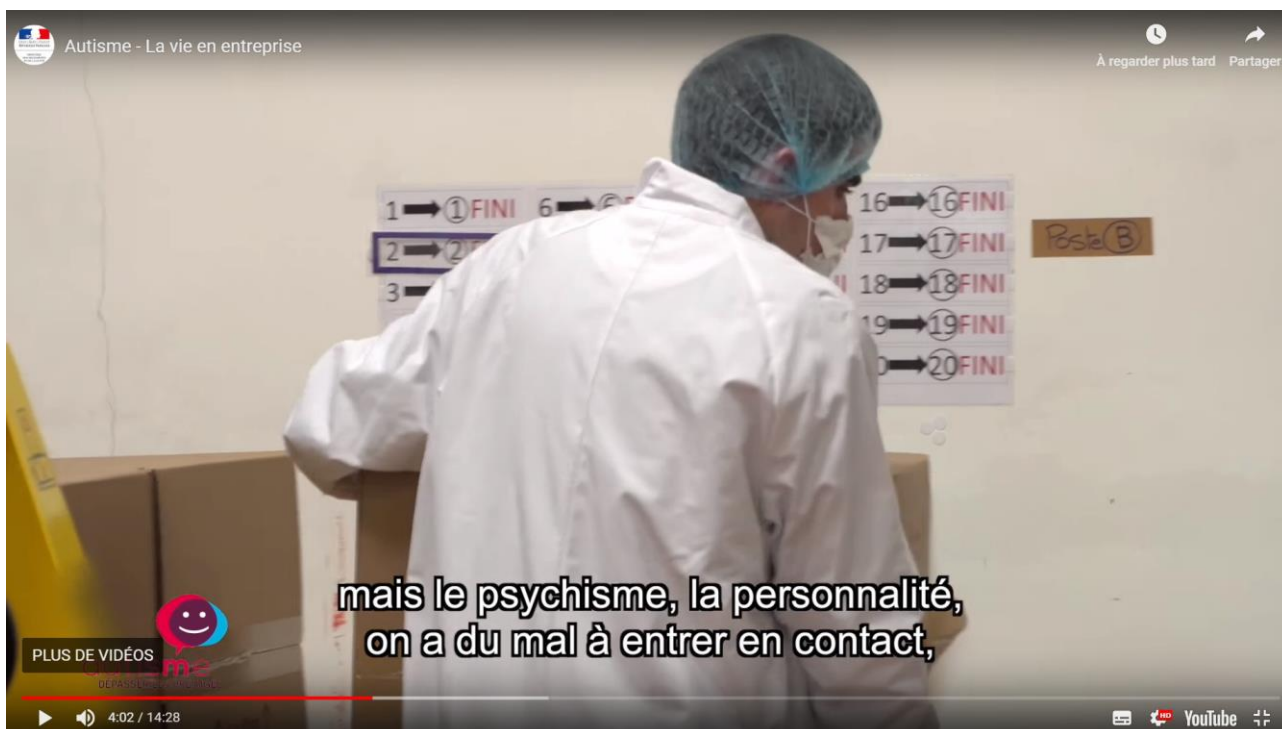 Autisme - La vie en entreprise
À regarder plus tard
Partager
1 ➡ ① FINI
6
16 ➡ ⑯ FINI
2 ➡ ②
17 ➡ ⑰ FINI
Poste Ⓑ
3
18 ➡ ⑱ FINI
19 ➡ ⑲ FINI
➡ ⑳ FINI
mais le psychisme, la personnalité,
on a du mal à entrer en contact,
PLUS DE VIDÉOS
4:02 / 14:28
HD
YouTube